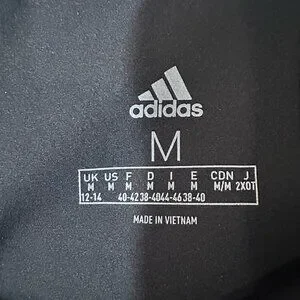 adidas
M
UK US F D I E CDN J
M M M M M M M/M 2XOT
12-14 40-42 38-40 44-46 38-40
MADE IN VIETNAM